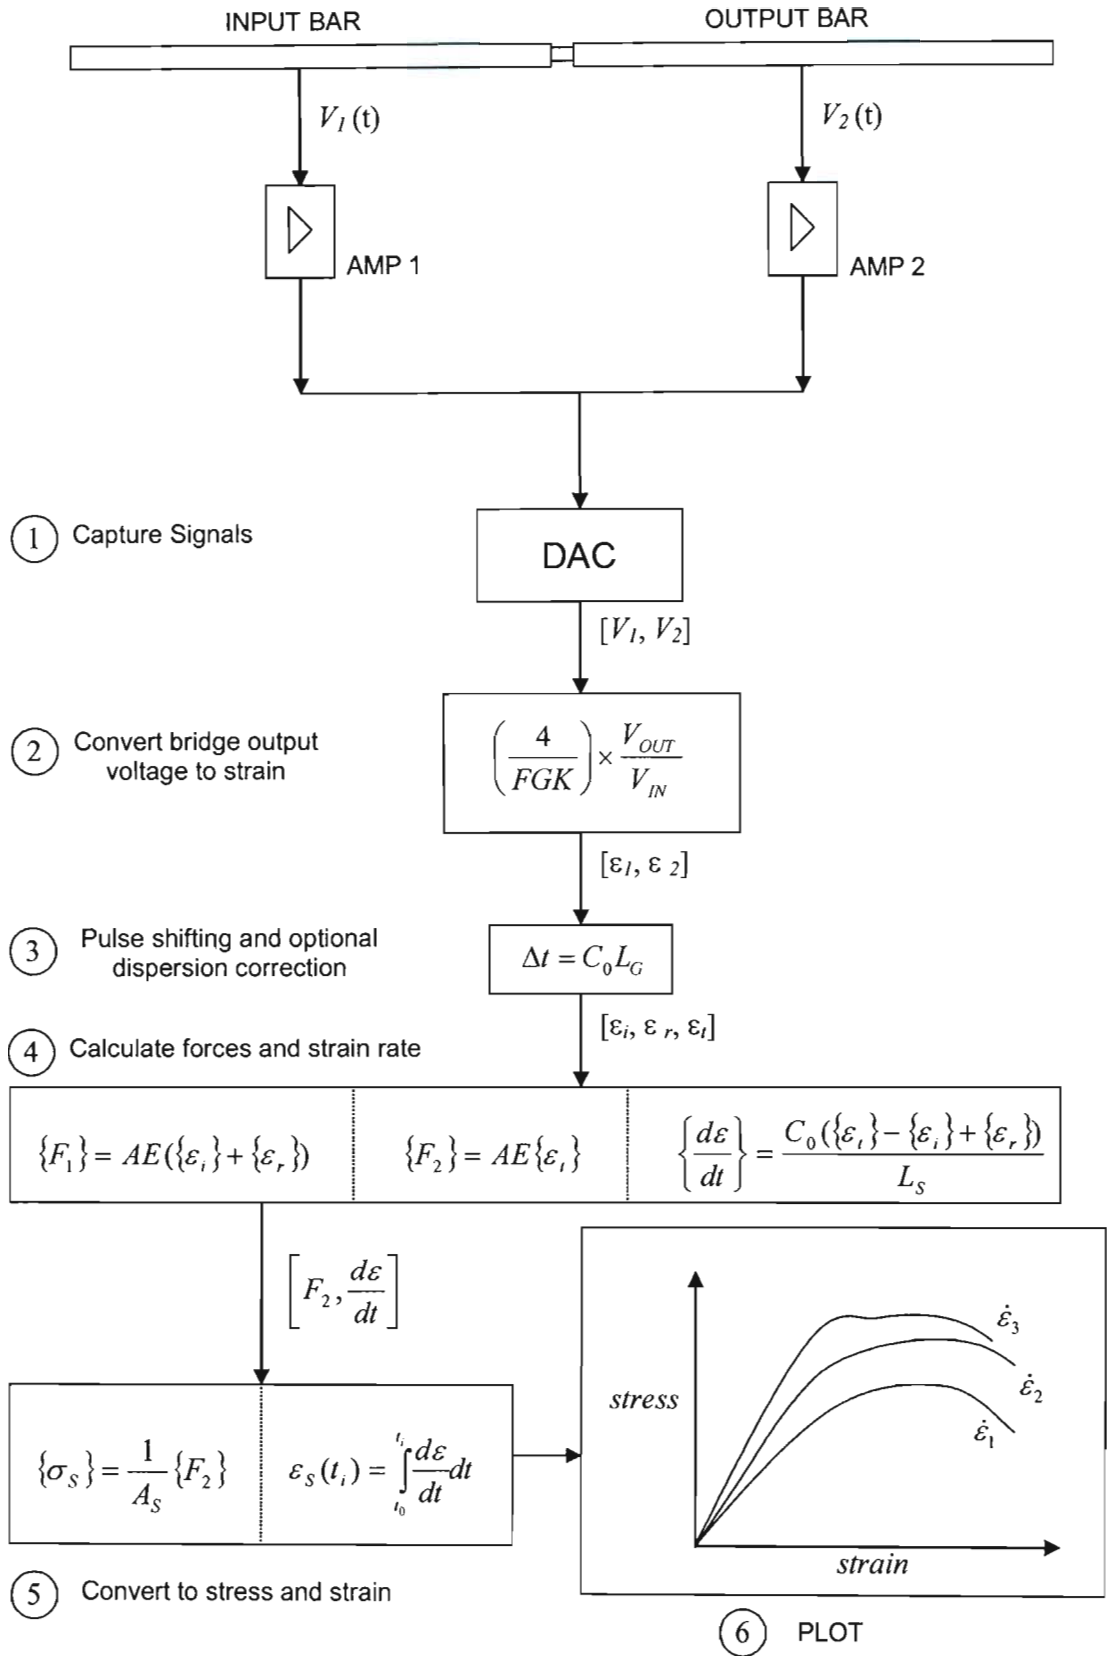 INPUT BAR
OUTPUT BAR
V1 (t)
V2 (t)
AMP 1
AMP 2
1 Capture Signals
DAC
[V1, V2]
2 Convert bridge output
voltage to strain
(4/FGK) × VOUT/VIN
[ε1, ε 2]
3 Pulse shifting and optional
dispersion correction
Δt = C0LG
[εi, ε r, εt]
4 Calculate forces and strain rate
{F1} = AE({εi} + {εr})
{F2} = AE{εt}
{dε/dt} = C0({εt} − {εi} + {εr})/LS
[F2, dε/dt]
{σS} = 1/AS {F2}
εS(ti) = ∫t0ti dε/dt dt
stress
ε̇3
ε̇2
ε̇1
strain
5 Convert to stress and strain
6 PLOT